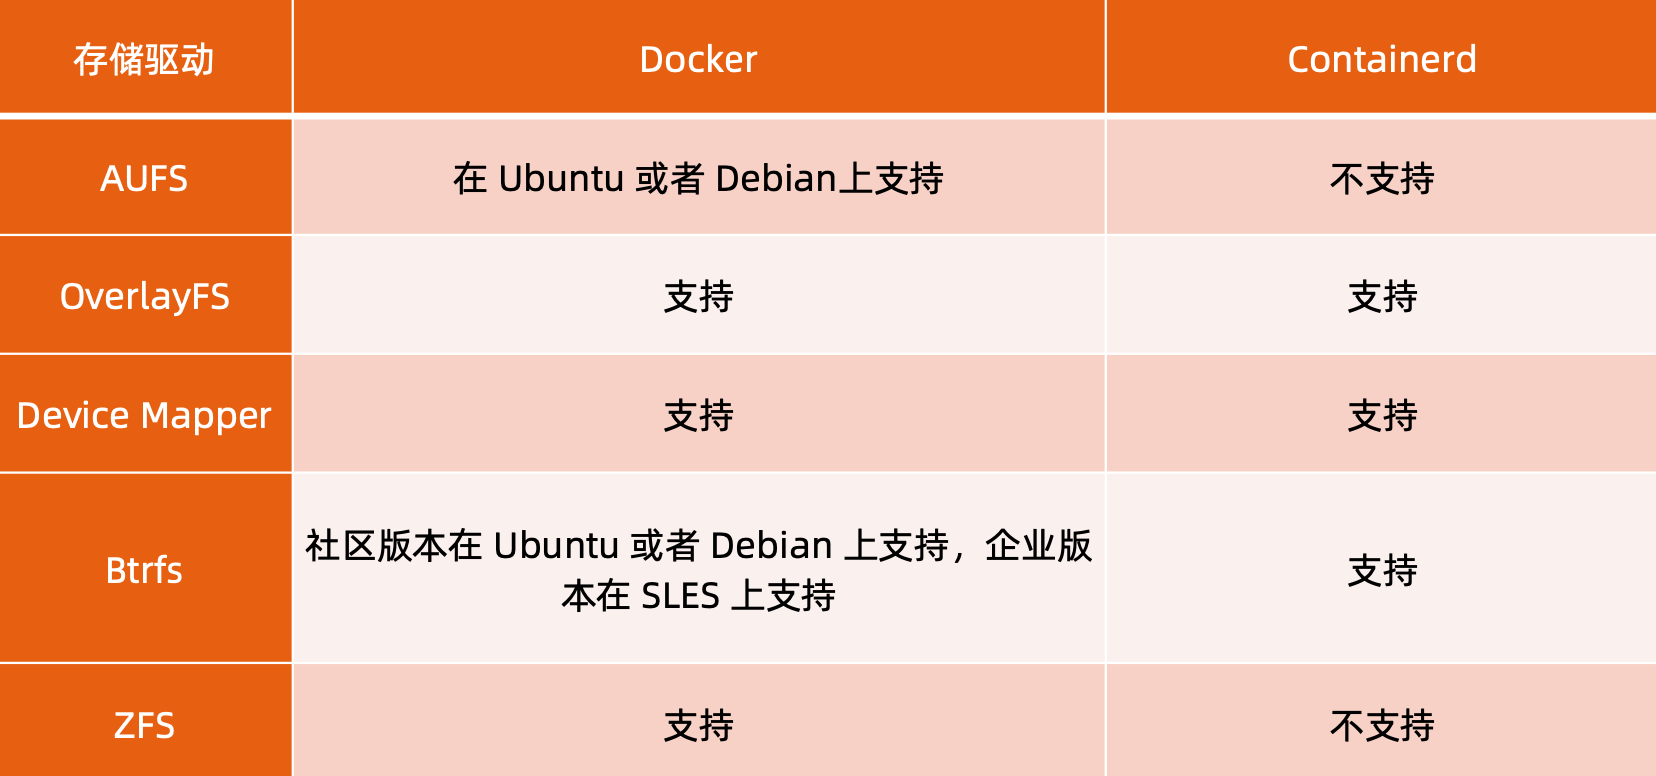 存储驱动 Docker Containerd
AUFS 在 Ubuntu 或者 Debian上支持 不支持
OverlayFS 支持 支持
Device Mapper 支持 支持
Btrfs 社区版本在 Ubuntu 或者 Debian 上支持，企业版
本在 SLES 上支持 支持
ZFS 支持 不支持